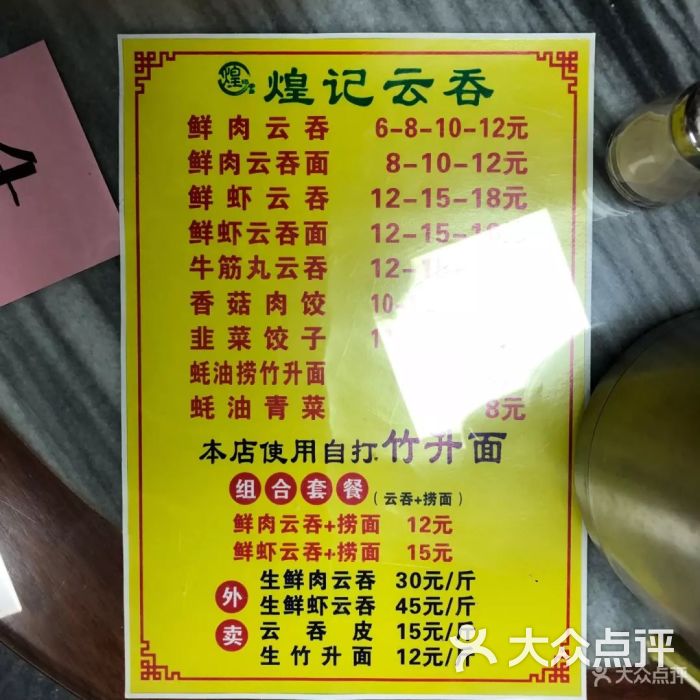 煌记云吞
鲜肉云吞 6-8-10-12元
鲜肉云吞面 8-10-12元
鲜虾云吞 12-15-18元
鲜虾云吞面 12-15-18元
牛筋丸云吞 12-
香菇肉饺 10-
韭菜饺子
蚝油捞竹升面
蚝油青菜 8元
本店使用自打竹升面
组合套餐(云吞+捞面)
鲜肉云吞+捞面 12元
鲜虾云吞+捞面 15元
外卖
生鲜肉云吞 30元/斤
生鲜虾云吞 45元/斤
云吞皮 15元/斤
生竹升面 12元/斤
大众点评
大众点评